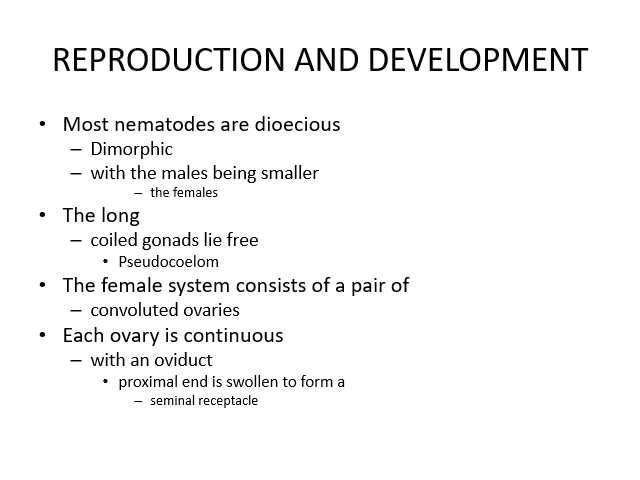 REPRODUCTION AND DEVELOPMENT
• Most nematodes are dioecious
– Dimorphic
– with the males being smaller
– the females
• The long
– coiled gonads lie free
• Pseudocoelom
• The female system consists of a pair of
– convoluted ovaries
• Each ovary is continuous
– with an oviduct
• proximal end is swollen to form a
– seminal receptacle